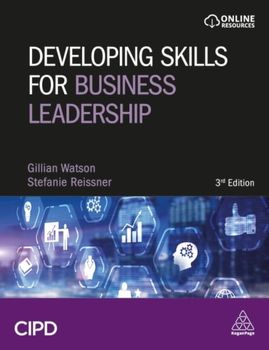 ONLINE
RESOURCES
DEVELOPING SKILLS
FOR BUSINESS
LEADERSHIP
Gillian Watson
Stefanie Reissner
3rd Edition
CIPD
KoganPage